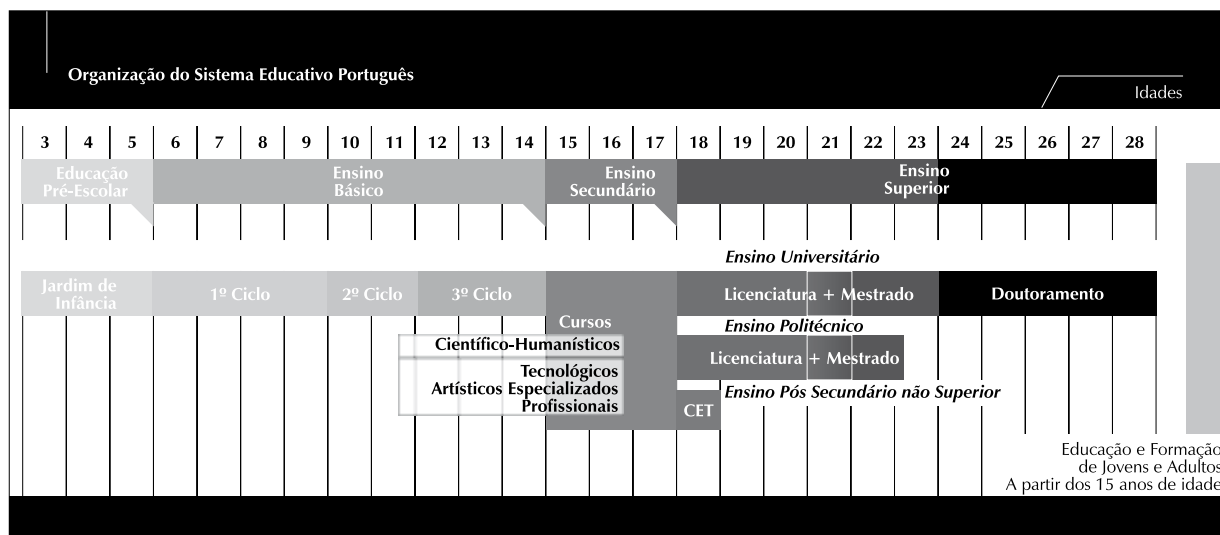 Organização do Sistema Educativo Português
Idades
3 4 5 6 7 8 9 10 11 12 13 14 15 16 17 18 19 20 21 22 23 24 25 26 27 28
Educação
Pré-Escolar
Ensino
Básico
Ensino
Secundário
Ensino
Superior
Ensino Universitário
Jardim de
Infância
1º Ciclo
2º Ciclo
3º Ciclo
Licenciatura + Mestrado
Doutoramento
Cursos
Científico-Humanísticos
Tecnológicos
Artísticos Especializados
Profissionais
Ensino Politécnico
Licenciatura + Mestrado
Ensino Pós Secundário não Superior
CET
Educação e Formação
de Jovens e Adultos
A partir dos 15 anos de idade